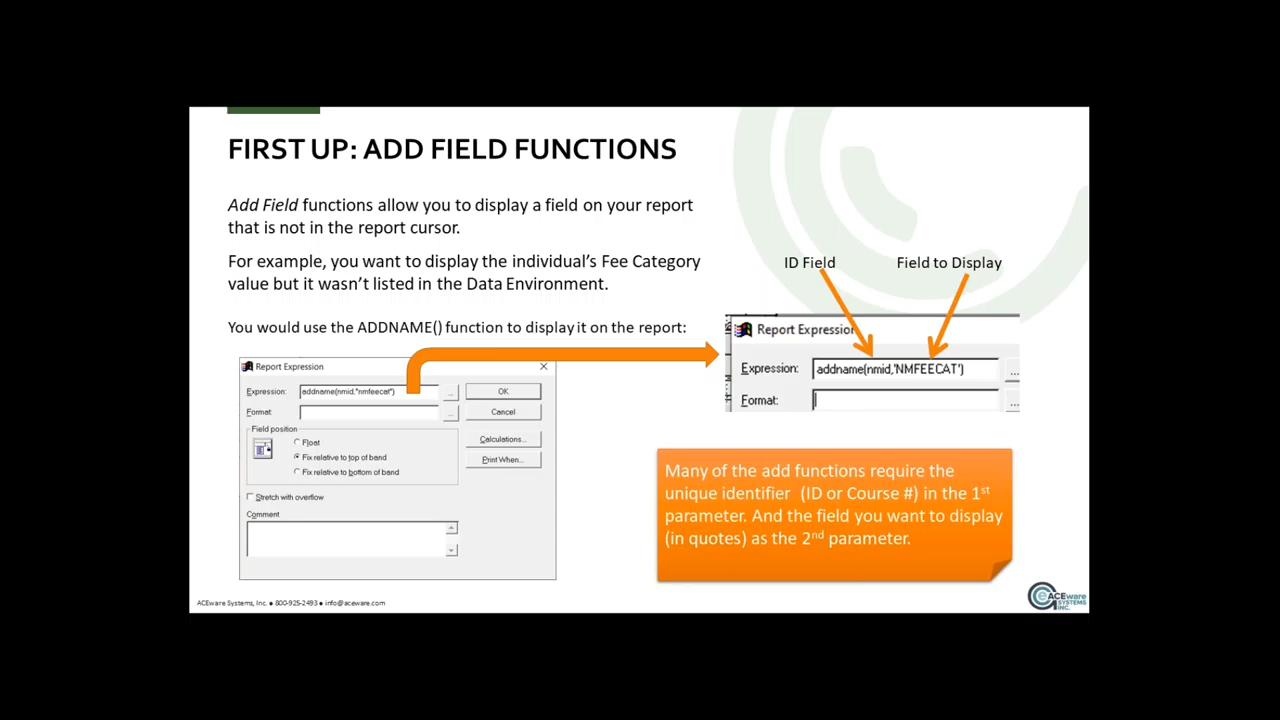 FIRST UP: ADD FIELD FUNCTIONS
Add Field functions allow you to display a field on your report
that is not in the report cursor.
For example, you want to display the individual's Fee Category
value but it wasn't listed in the Data Environment.
You would use the ADDNAME() function to display it on the report:
Report Expression
Expression: addname(nmid,"nmfeecat") ...
OK
Format: ...
Cancel
Field position
Float
Fix relative to top of band
Fix relative to bottom of band
Calculations...
Print When...
Stretch with overflow
Comment
ID Field
Field to Display
Report Expression
Expression: addname(nmid,'NMFEECAT') ...
Format: ...
Many of the add functions require the
unique identifier (ID or Course #) in the 1st
parameter. And the field you want to display
(in quotes) as the 2nd parameter.
ACEware Systems, Inc. ● 800-925-2493 ● info@aceware.com
ACEware
SYSTEMS
INC.